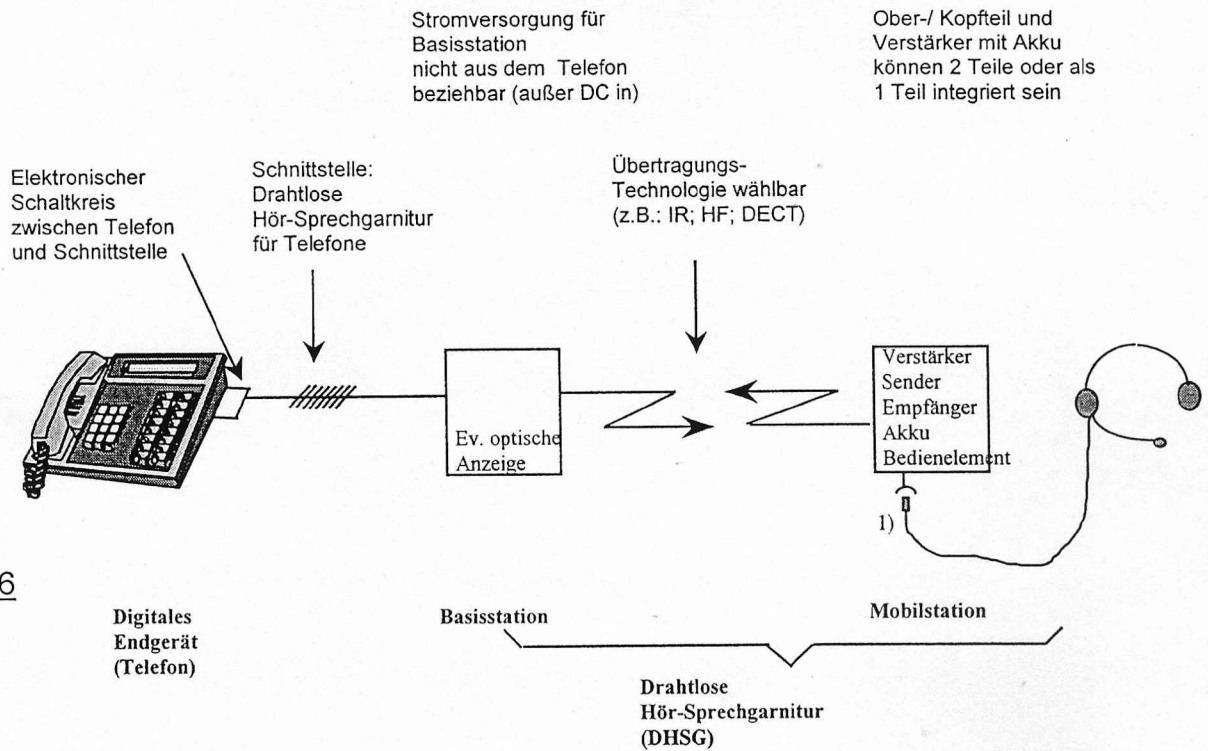 Stromversorgung für
Basisstation
nicht aus dem Telefon
beziehbar (außer DC in)
Ober-/ Kopfteil und
Verstärker mit Akku
können 2 Teile oder als
1 Teil integriert sein
Elektronischer
Schaltkreis
zwischen Telefon
und Schnittstelle
Schnittstelle:
Drahtlose
Hör-Sprechgarnitur
für Telefone
Übertragungs-
Technologie wählbar
(z.B.: IR; HF; DECT)
Ev. optische
Anzeige
Verstärker
Sender
Empfänger
Akku
Bedienelement
1)
6
Digitales
Endgerät
(Telefon)
Basisstation
Mobilstation
Drahtlose
Hör-Sprechgarnitur
(DHSG)